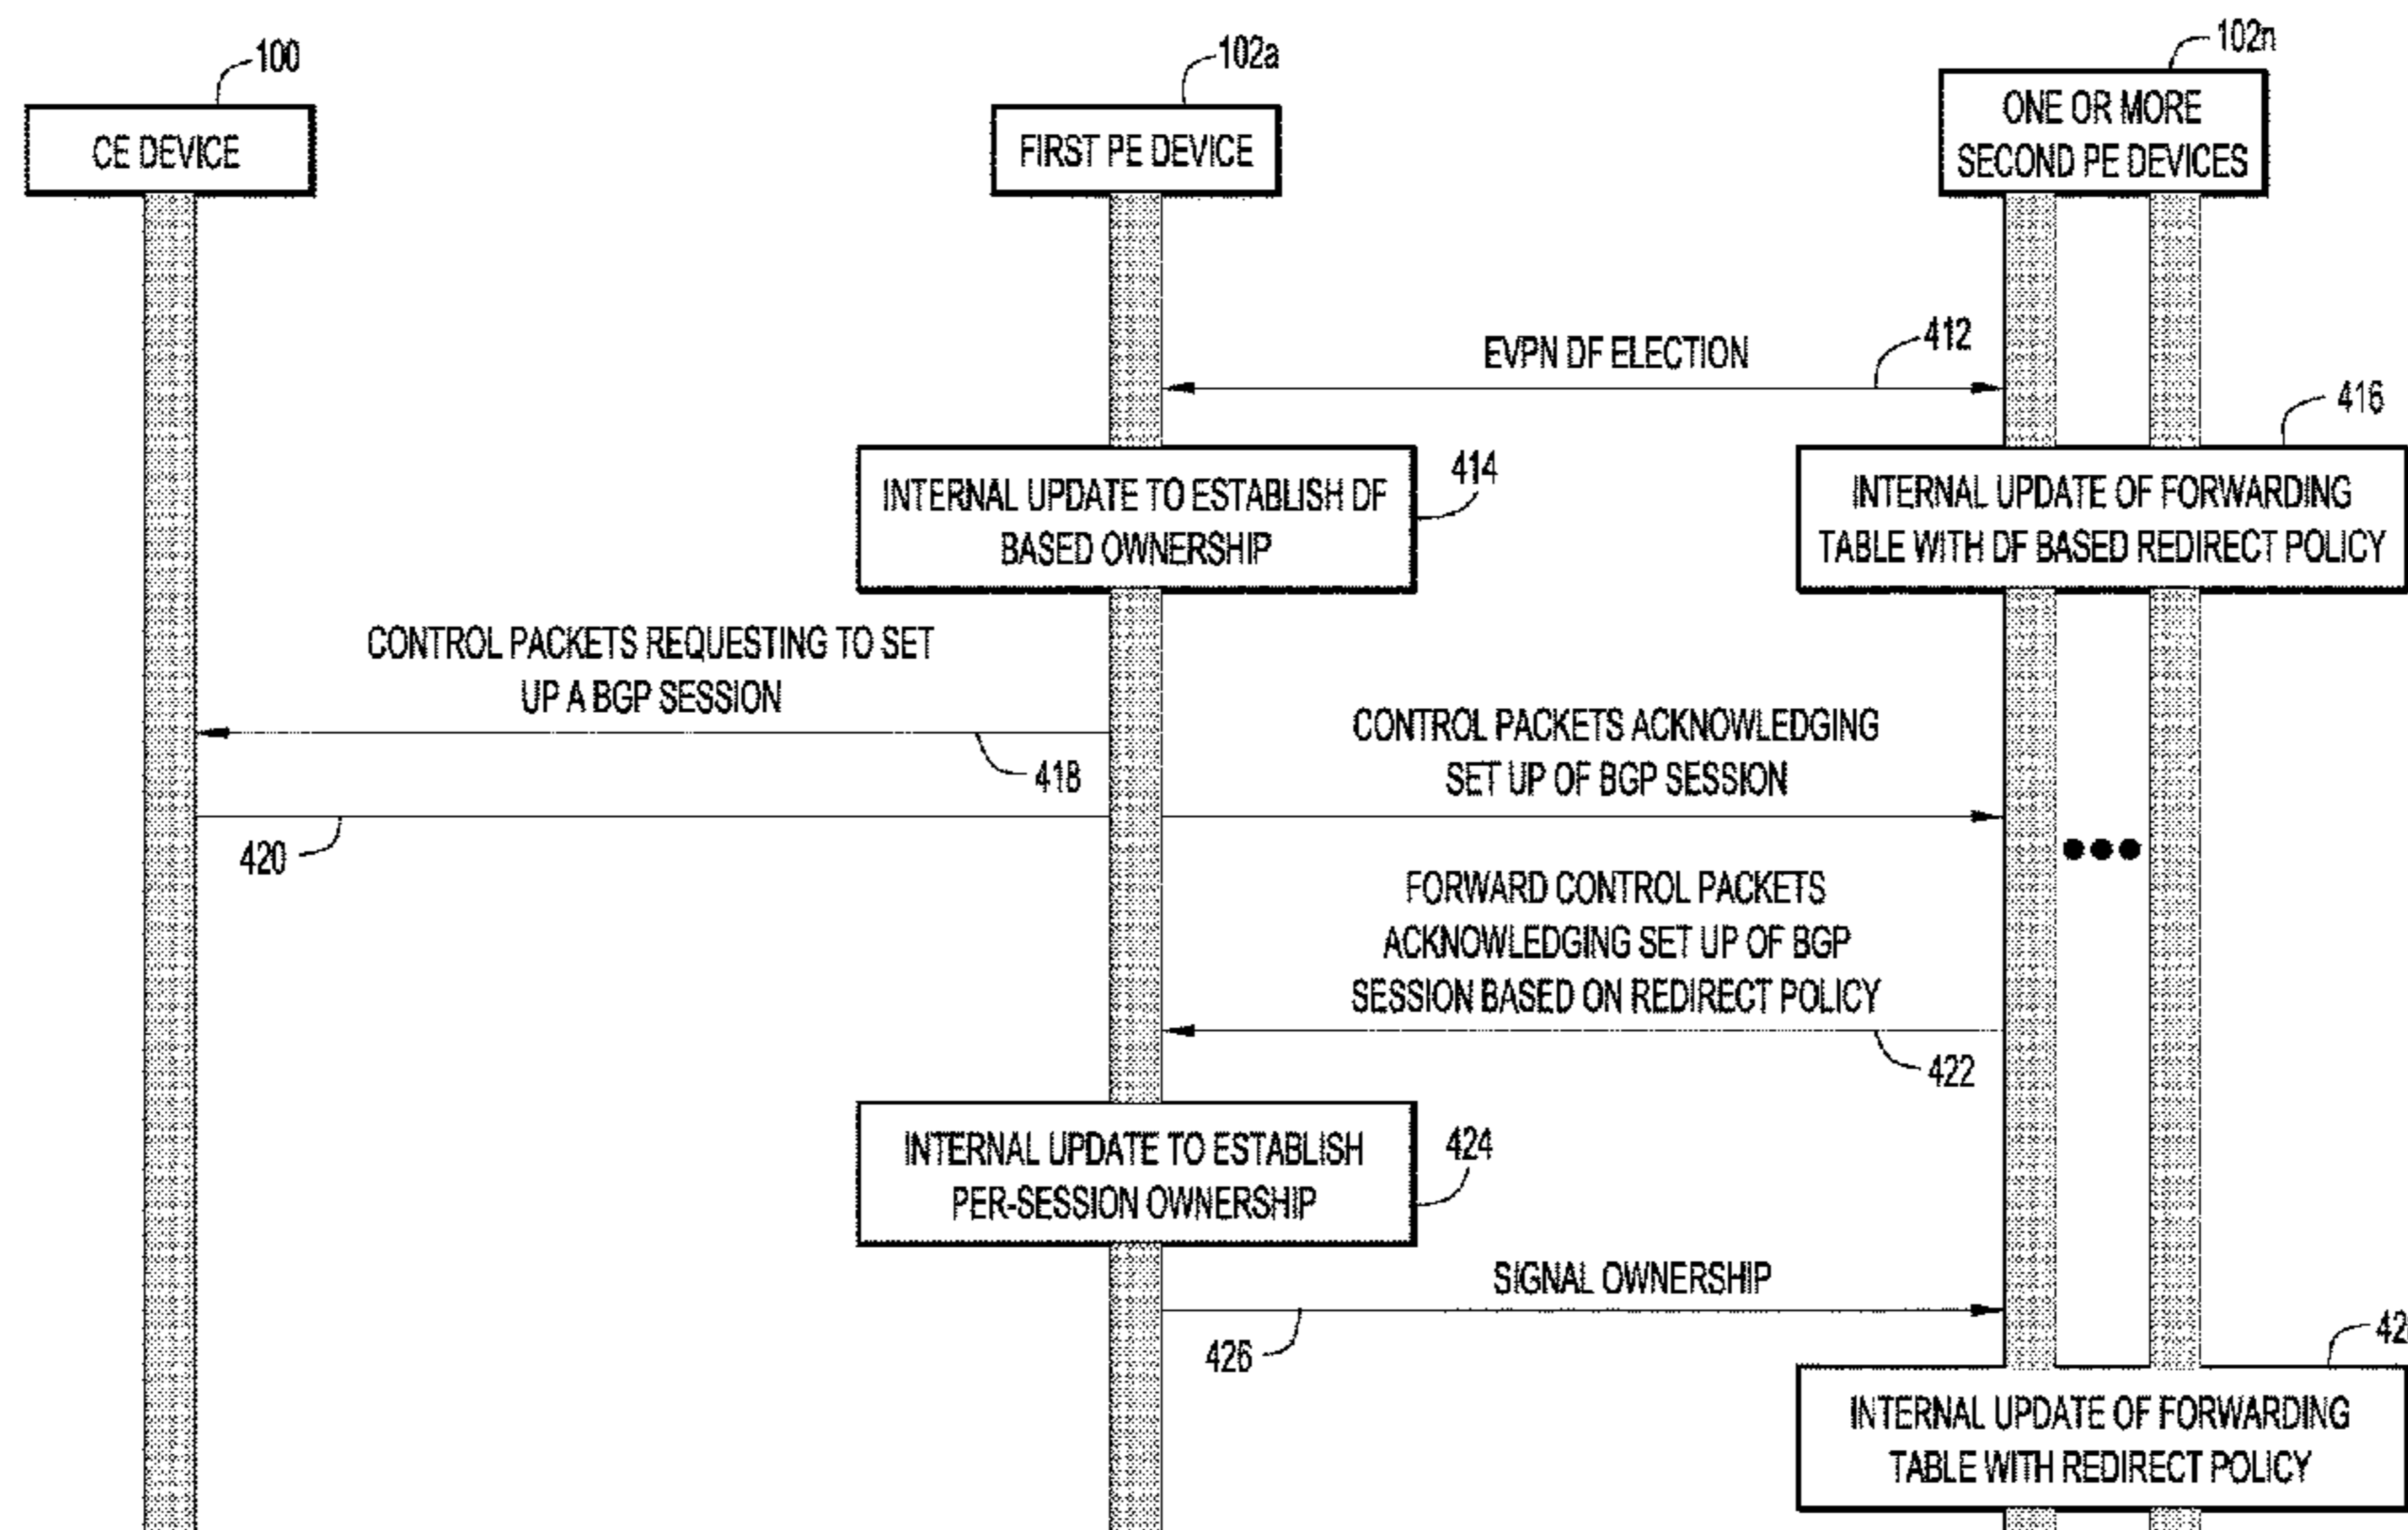 100
102a
102n
CE DEVICE
FIRST PE DEVICE
ONE OR MORE
SECOND PE DEVICES
EVPN DF ELECTION
412
416
INTERNAL UPDATE TO ESTABLISH DF
BASED OWNERSHIP
414
INTERNAL UPDATE OF FORWARDING
TABLE WITH DF BASED REDIRECT POLICY
CONTROL PACKETS REQUESTING TO SET
UP A BGP SESSION
418
CONTROL PACKETS ACKNOWLEDGING
SET UP OF BGP SESSION
420
FORWARD CONTROL PACKETS
ACKNOWLEDGING SET UP OF BGP
SESSION BASED ON REDIRECT POLICY
422
INTERNAL UPDATE TO ESTABLISH
PER-SESSION OWNERSHIP
424
SIGNAL OWNERSHIP
426
INTERNAL UPDATE OF FORWARDING
TABLE WITH REDIRECT POLICY